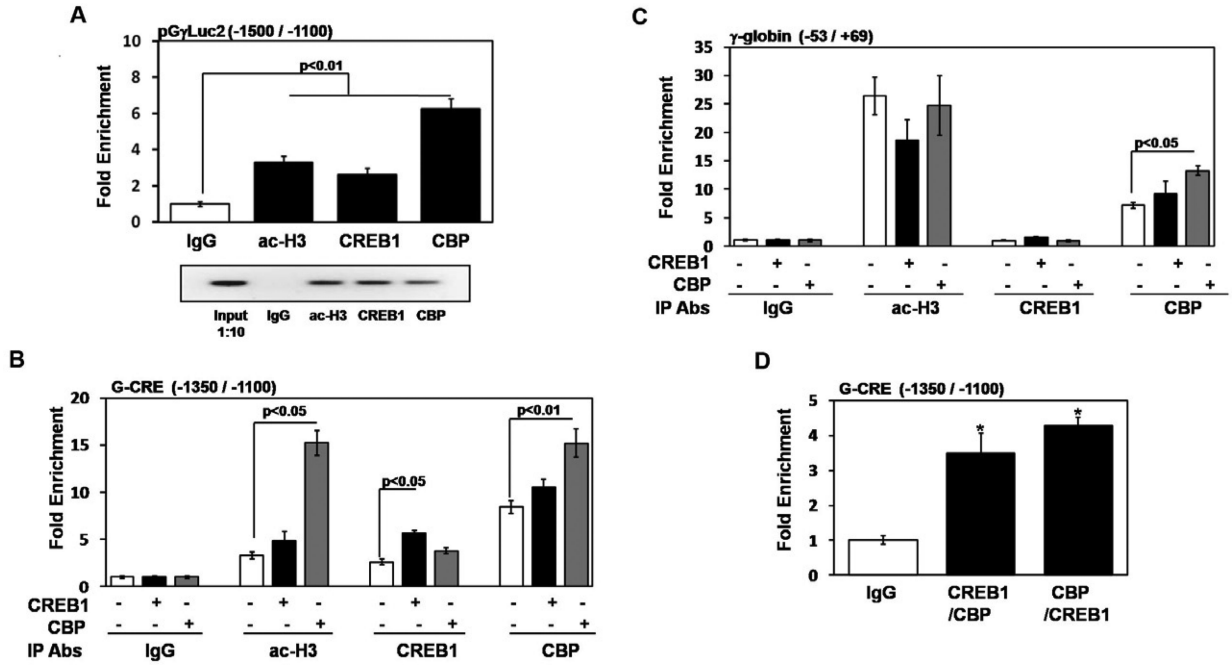 A
pGγLuc2 (-1500 / -1100)
Fold Enrichment
10
8
6
4
2
0
p<0.01
IgG ac-H3 CREB1 CBP
Input IgG ac-H3 CREB1 CBP
1:10
B
G-CRE (-1350 / -1100)
Fold Enrichment
20
15
10
5
0
p<0.05
p<0.05
p<0.01
CREB1 - + - - + - - + - - + -
CBP - - + - - + - - + - - +
IP Abs IgG ac-H3 CREB1 CBP
C
γ-globin (-53 / +69)
Fold Enrichment
35
30
25
20
15
10
5
0
p<0.05
CREB1 - + - - + - - + - - + -
CBP - - + - - + - - + - - +
IP Abs IgG ac-H3 CREB1 CBP
D
G-CRE (-1350 / -1100)
Fold Enrichment
5
4
3
2
1
0
* *
IgG CREB1 CBP
/CBP /CREB1